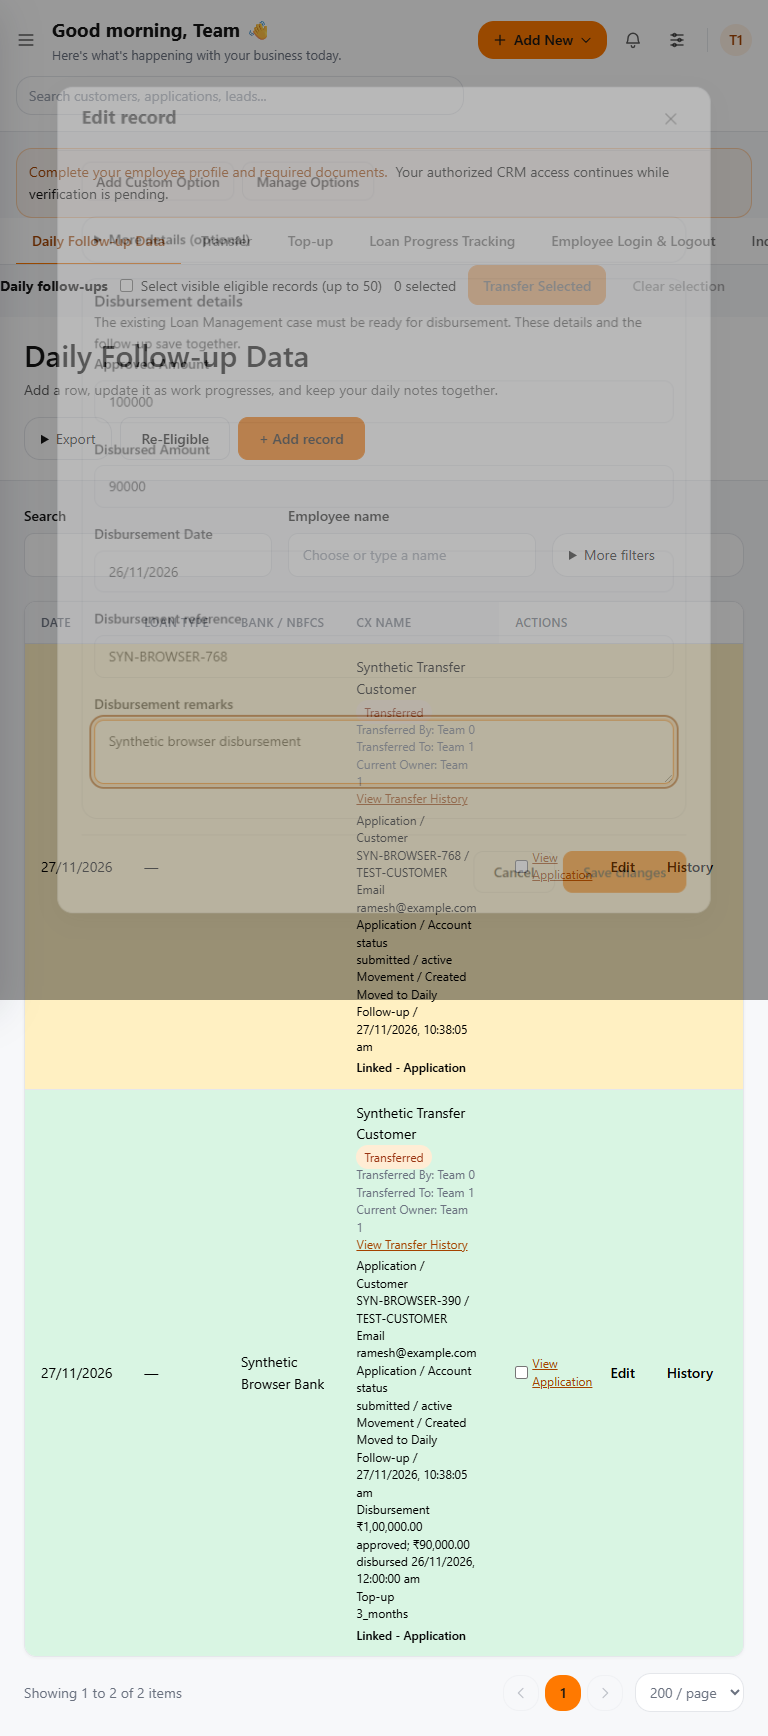 Good morning, Team 👋
Here's what's happening with your business today.
+ Add New
T1
Search customers, applications, leads...
Edit record
Complete your employee profile and required documents. Your authorized CRM access continues while
verification is pending.
Add Custom Option
Manage Options
Daily Follow-up Data
Transfer
Top-up
Loan Progress Tracking
Employee Login & Logout
Inc
▶ More details (optional)
Daily follow-ups
Select visible eligible records (up to 50)
0 selected
Transfer Selected
Clear selection
Disbursement details
The existing Loan Management case must be ready for disbursement. These details and the
follow-up save together.
Daily Follow-up Data
Approved Amount
Add a row, update it as work progresses, and keep your daily notes together.
100000
▶ Export
Re-Eligible
+ Add record
Disbursed Amount
90000
Search
Employee name
Disbursement Date
Choose or type a name
▶ More filters
26/11/2026
DATE
LOAN TYPE
BANK / NBFCS
CX NAME
ACTIONS
Disbursement reference
SYN-BROWSER-768
Disbursement remarks
Synthetic browser disbursement
Cancel
Save changes
27/11/2026
—
Synthetic Transfer
Customer
Transferred
Transferred By: Team 0
Transferred To: Team 1
Current Owner: Team
1
View Transfer History
Application /
Customer
SYN-BROWSER-768 /
TEST-CUSTOMER
Email
ramesh@example.com
Application / Account
status
submitted / active
Movement / Created
Moved to Daily
Follow-up /
27/11/2026, 10:38:05
am
Linked - Application
View
Application
Edit
History
27/11/2026
—
Synthetic
Browser Bank
Synthetic Transfer
Customer
Transferred
Transferred By: Team 0
Transferred To: Team 1
Current Owner: Team
1
View Transfer History
Application /
Customer
SYN-BROWSER-390 /
TEST-CUSTOMER
Email
ramesh@example.com
Application / Account
status
submitted / active
Movement / Created
Moved to Daily
Follow-up /
27/11/2026, 10:38:05
am
Disbursement
₹1,00,000.00
approved; ₹90,000.00
disbursed 26/11/2026,
12:00:00 am
Top-up
3_months
Linked - Application
View
Application
Edit
History
Showing 1 to 2 of 2 items
1
200 / page